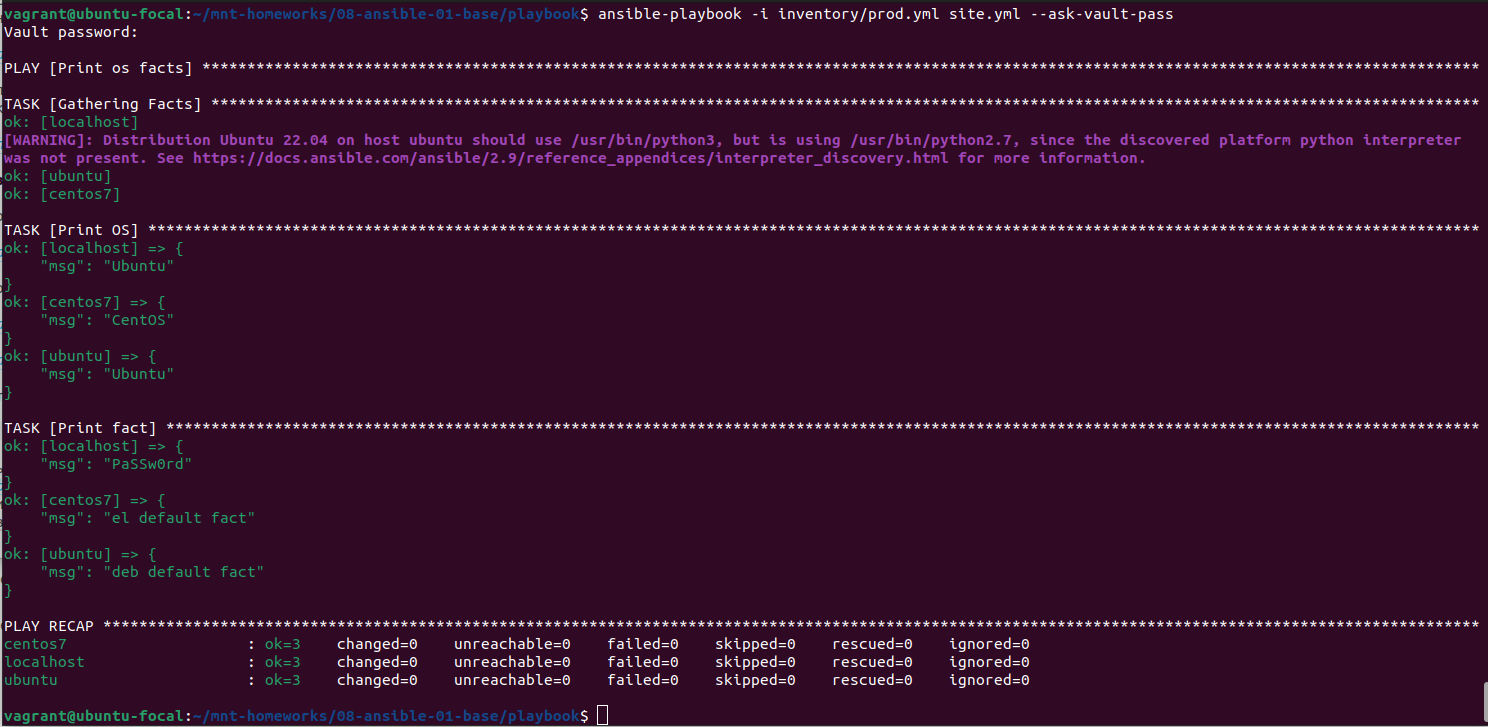 vagrant@ubuntu-focal:~/mnt-homeworks/08-ansible-01-base/playbook$ ansible-playbook -i inventory/prod.yml site.yml --ask-vault-pass
Vault password:
PLAY [Print os facts] **********************************************************************************************************************************************
TASK [Gathering Facts] *********************************************************************************************************************************************
ok: [localhost]
[WARNING]: Distribution Ubuntu 22.04 on host ubuntu should use /usr/bin/python3, but is using /usr/bin/python2.7, since the discovered platform python interpreter
was not present. See https://docs.ansible.com/ansible/2.9/reference_appendices/interpreter_discovery.html for more information.
ok: [ubuntu]
ok: [centos7]
TASK [Print OS] ****************************************************************************************************************************************************
ok: [localhost] => {
    "msg": "Ubuntu"
}
ok: [centos7] => {
    "msg": "CentOS"
}
ok: [ubuntu] => {
    "msg": "Ubuntu"
}
TASK [Print fact] **************************************************************************************************************************************************
ok: [localhost] => {
    "msg": "PaSSw0rd"
}
ok: [centos7] => {
    "msg": "el default fact"
}
ok: [ubuntu] => {
    "msg": "deb default fact"
}
PLAY RECAP *********************************************************************************************************************************************************
centos7                    : ok=3    changed=0    unreachable=0    failed=0    skipped=0    rescued=0    ignored=0
localhost                  : ok=3    changed=0    unreachable=0    failed=0    skipped=0    rescued=0    ignored=0
ubuntu                     : ok=3    changed=0    unreachable=0    failed=0    skipped=0    rescued=0    ignored=0
vagrant@ubuntu-focal:~/mnt-homeworks/08-ansible-01-base/playbook$